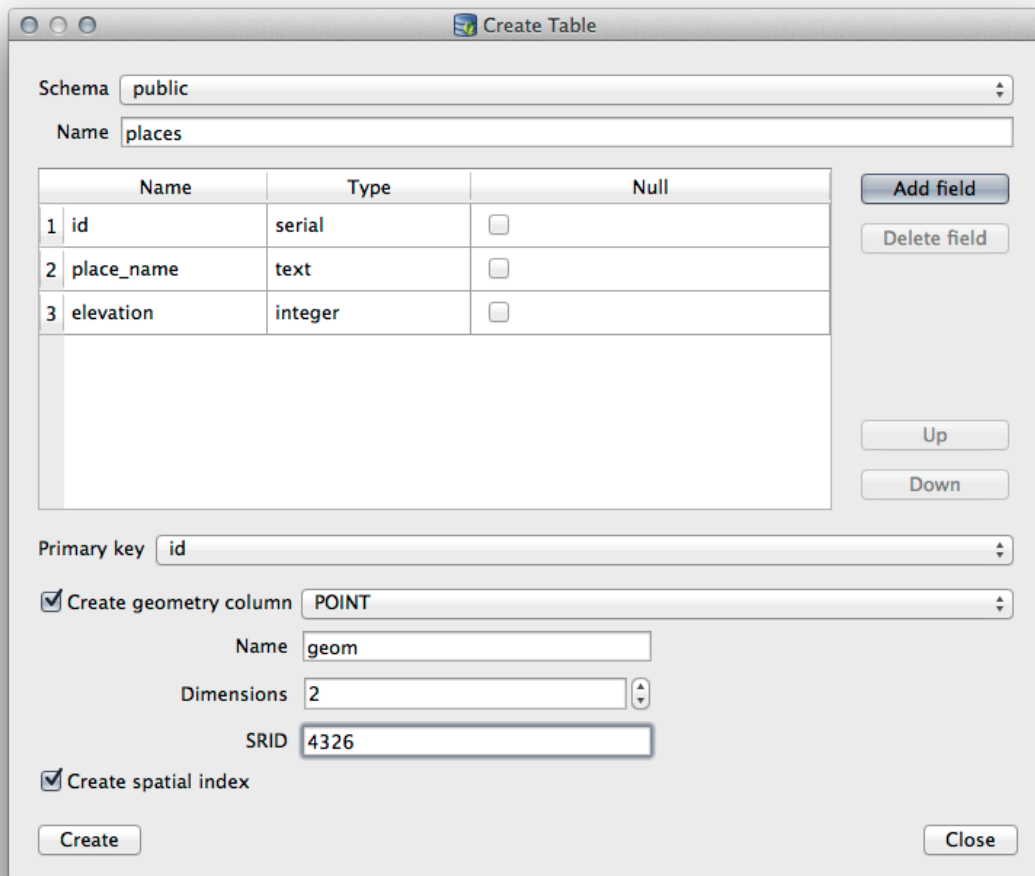 Create Table
Schema public
Name places
Name Type Null
Add field
1 id serial
Delete field
2 place_name text
3 elevation integer
Up
Down
Primary key id
Create geometry column POINT
Name geom
Dimensions 2
SRID 4326
Create spatial index
Create Close